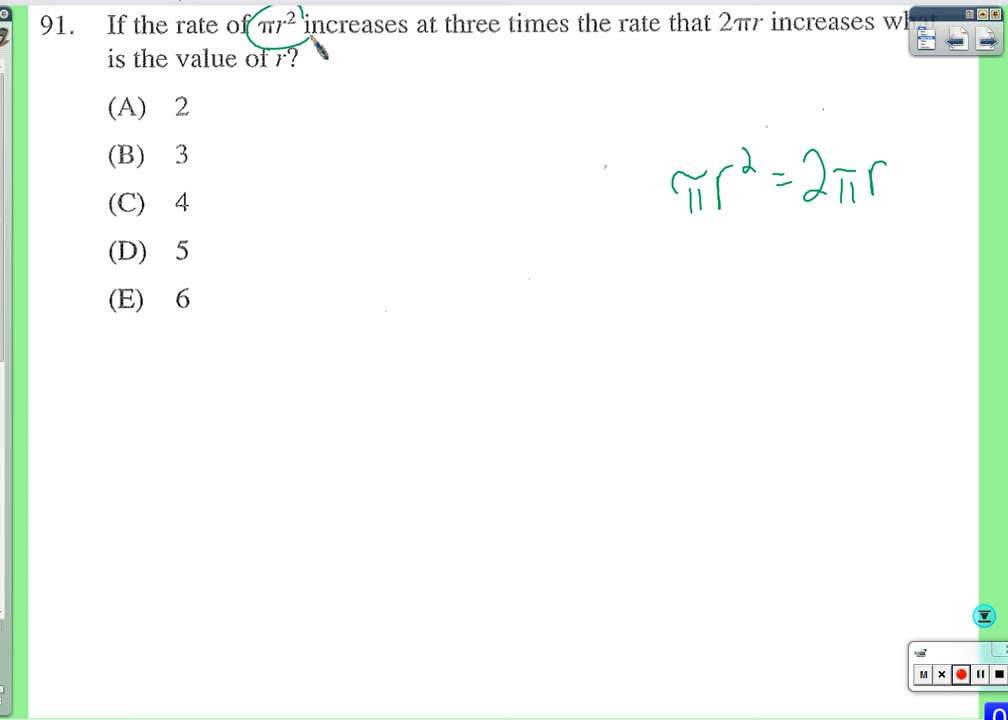 91. If the rate of πr² increases at three times the rate that 2πr increases what
is the value of r?
(A) 2
(B) 3
(C) 4
(D) 5
(E) 6
πr² = 2πr
M